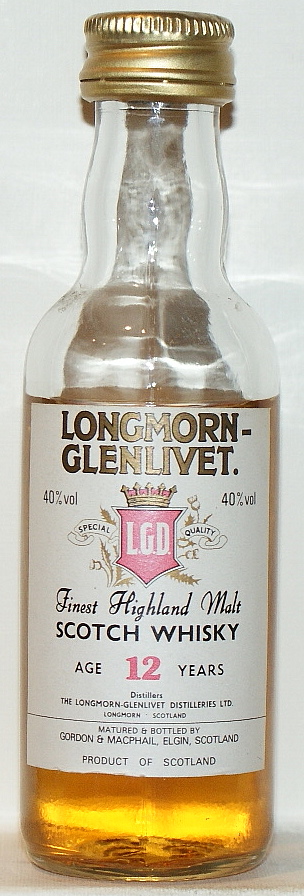 LONGMORN-
GLENLIVET.
40%vol 40%vol
SPECIAL L.G.D. QUALITY
Finest Highland Malt
SCOTCH WHISKY
AGE 12 YEARS
Distillers
THE LONGMORN-GLENLIVET DISTILLERIES LTD.
LONGMORN · SCOTLAND
MATURED & BOTTLED BY
GORDON & MACPHAIL, ELGIN, SCOTLAND
PRODUCT OF SCOTLAND